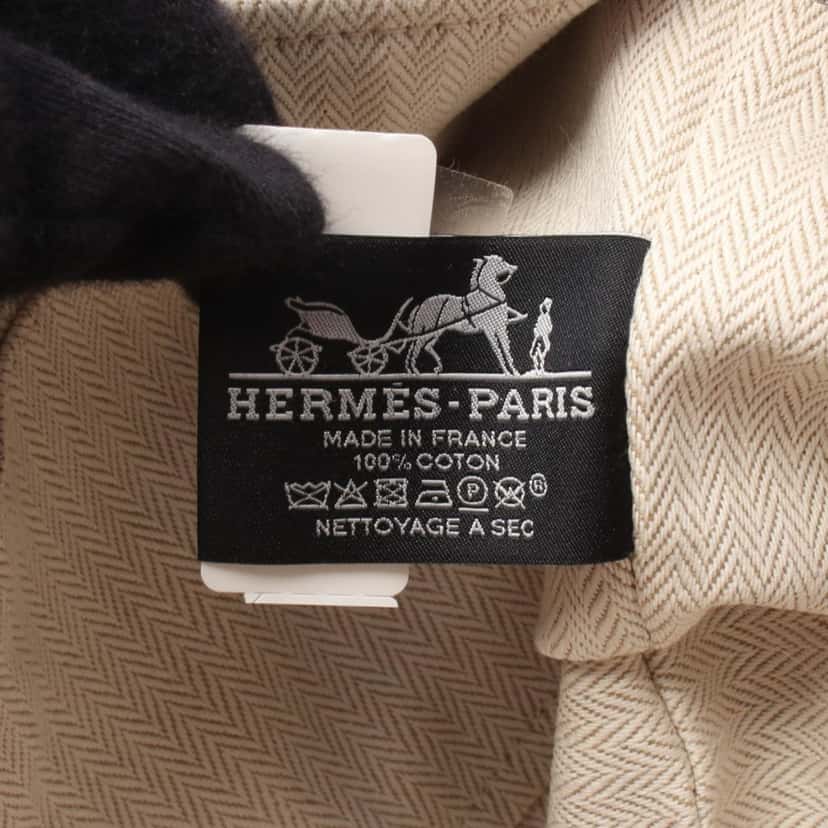 HERMÈS-PARIS
MADE IN FRANCE
100% COTON
P W ®
NETTOYAGE A SEC